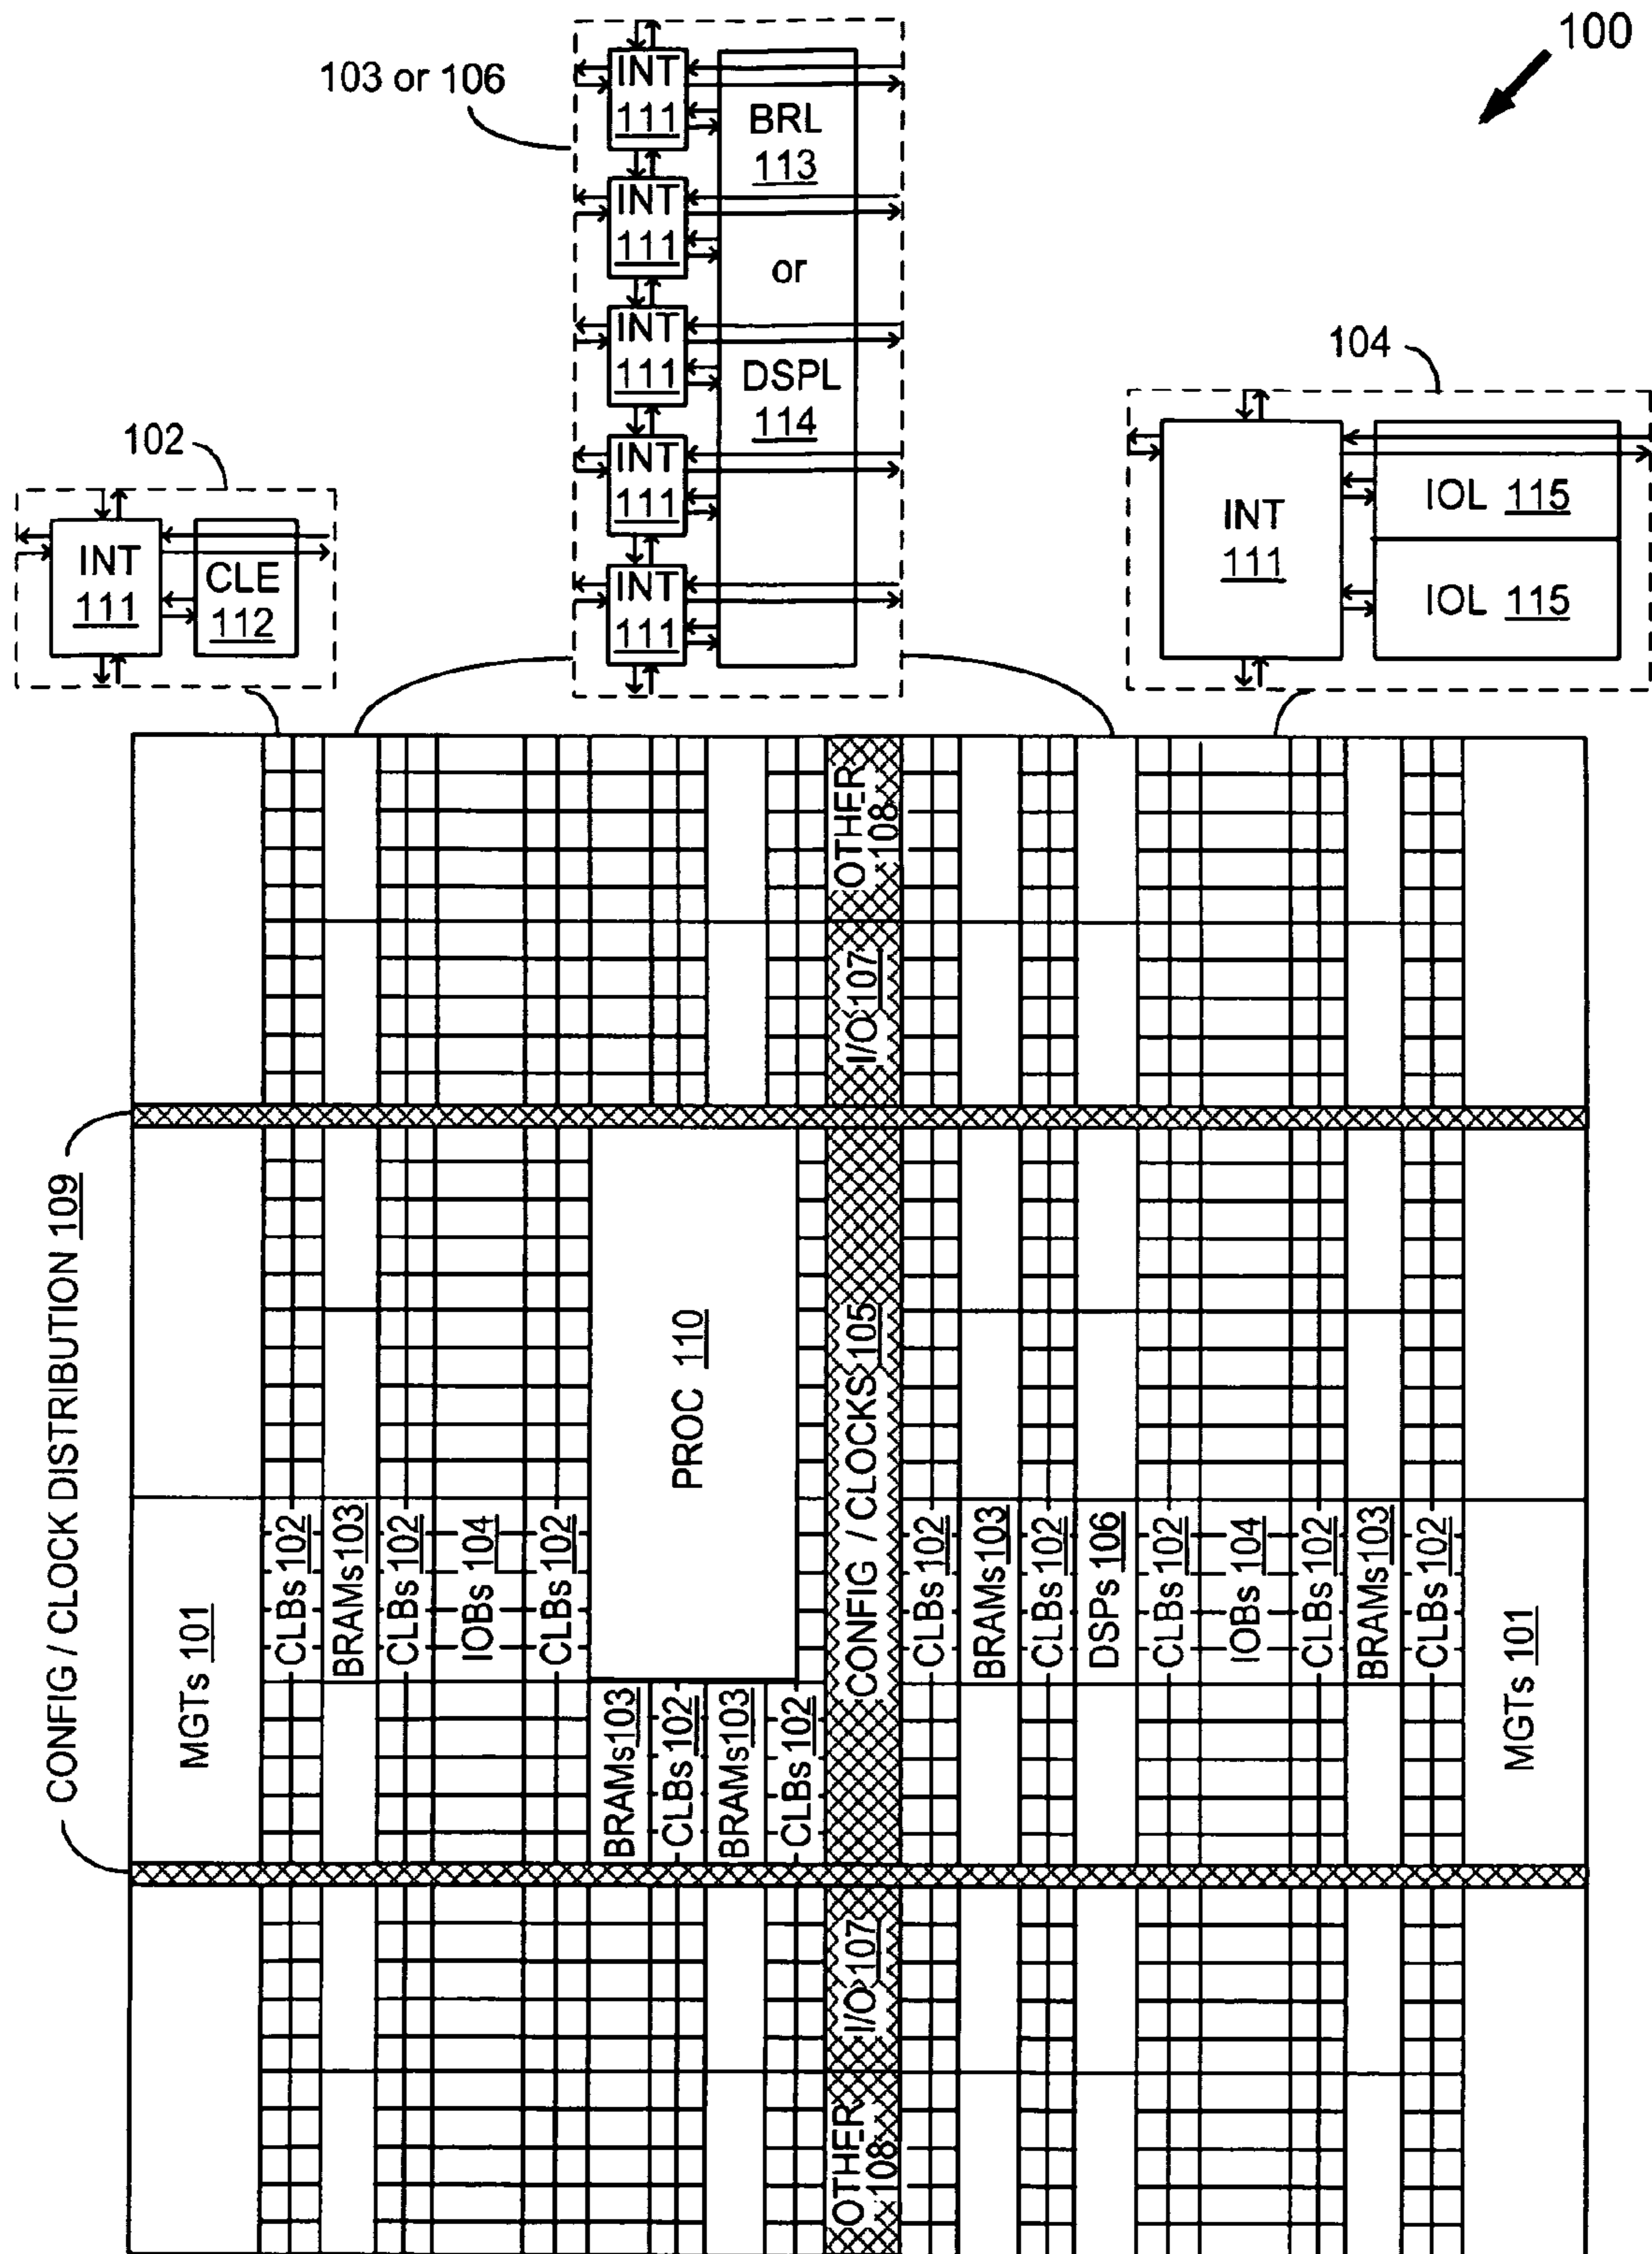 100
103 or 106
INT
111
INT
111
INT
111
INT
111
INT
111
BRL
113
or
DSPL
114
104
INT
111
IOL 115
IOL 115
102
INT
111
CLE
112
CONFIG / CLOCK DISTRIBUTION 109
OTHER
108
I/O 107
MGTs 101
CLBs 102
BRAMs 103
CLBs 102
IOBs 104
CLBs 102
PROC 110
BRAMs 103
CLBs 102
BRAMs 103
CLBs 102
CONFIG / CLOCKS 105
CLBs 102
BRAMs 103
CLBs 102
DSPs 106
CLBs 102
IOBs 104
CLBs 102
BRAMs 103
CLBs 102
MGTs 101
I/O 107
OTHER
108